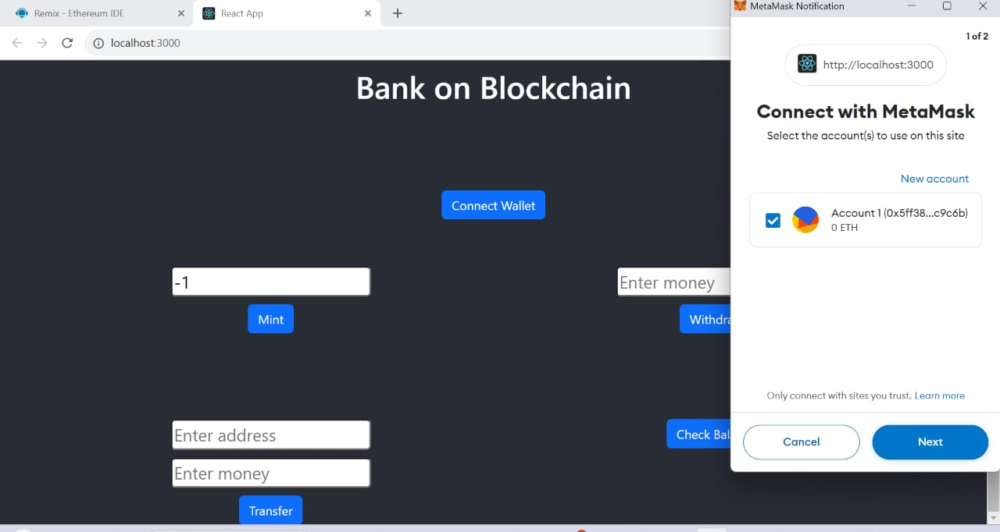 Remix - Ethereum IDE
React App
MetaMask Notification
localhost:3000
1 of 2
http://localhost:3000
Bank on Blockchain
Connect with MetaMask
Select the account(s) to use on this site
New account
Connect Wallet
Account 1 (0x5ff38...c9c6b)
0 ETH
-1
Enter money
Mint
Withdra
Only connect with sites you trust. Learn more
Enter address
Check Bal
Cancel
Next
Enter money
Transfer